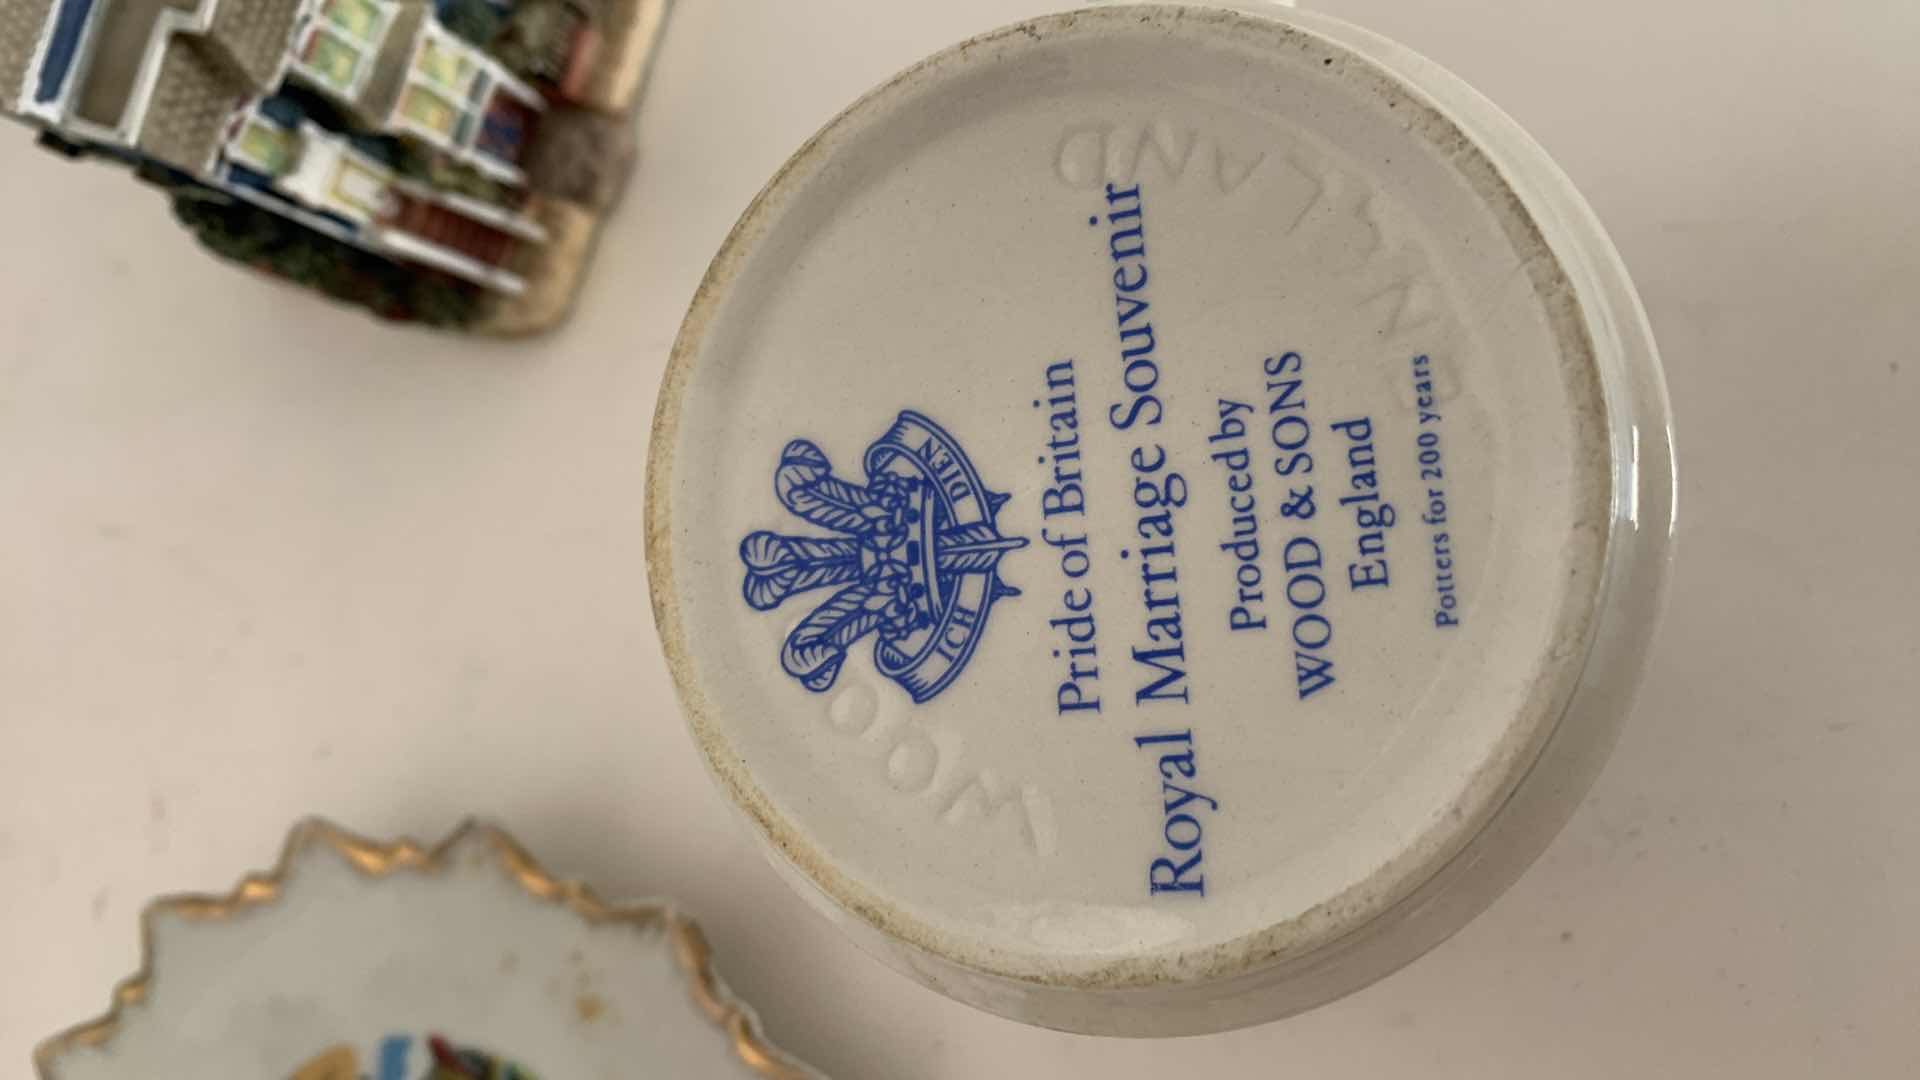 ICH DIEN
Pride of Britain
Royal Marriage Souvenir
Produced by
WOOD & SONS
England
Potters for 200 years
WOOD
ENGLAND